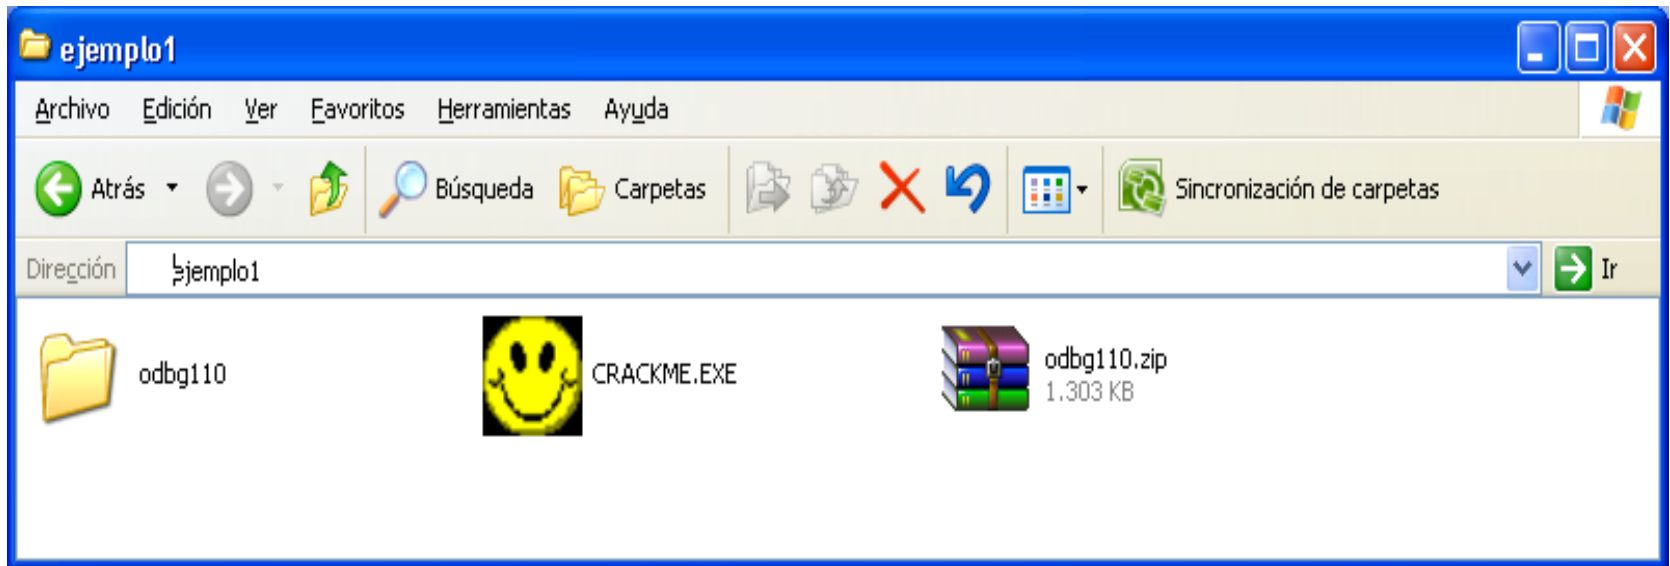 ejemplo1
Archivo Edición Ver Favoritos Herramientas Ayuda
Atrás Búsqueda Carpetas Sincronización de carpetas
Dirección ejemplo1 Ir
odbg110
CRACKME.EXE
odbg110.zip
1.303 KB